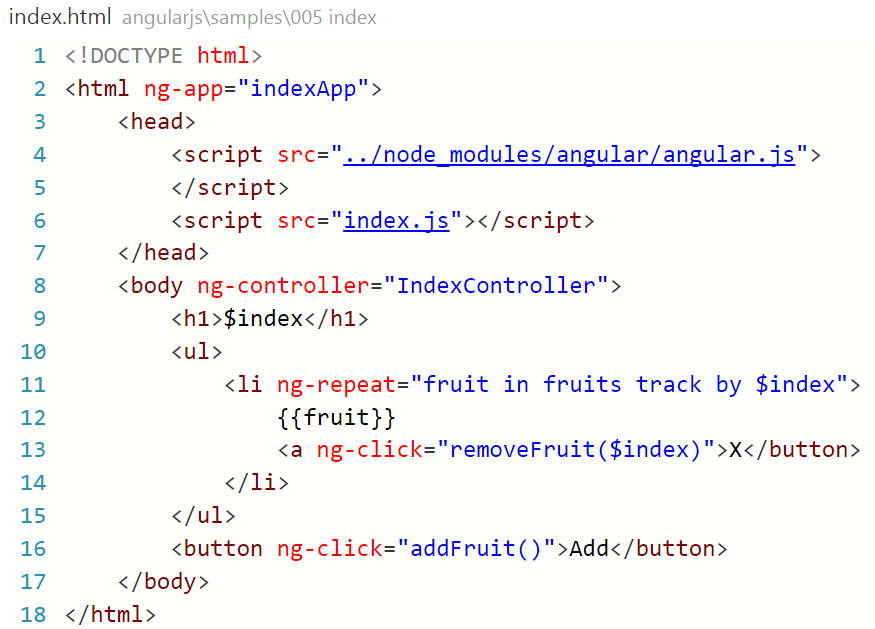 index.html angularjs\samples\005 index
1 <!DOCTYPE html>
2 <html ng-app="indexApp">
3     <head>
4         <script src="../node_modules/angular/angular.js">
5         </script>
6         <script src="index.js"></script>
7     </head>
8     <body ng-controller="IndexController">
9         <h1>$index</h1>
10         <ul>
11             <li ng-repeat="fruit in fruits track by $index">
12                 {{fruit}}
13                 <a ng-click="removeFruit($index)">X</button>
14             </li>
15         </ul>
16         <button ng-click="addFruit()">Add</button>
17     </body>
18 </html>